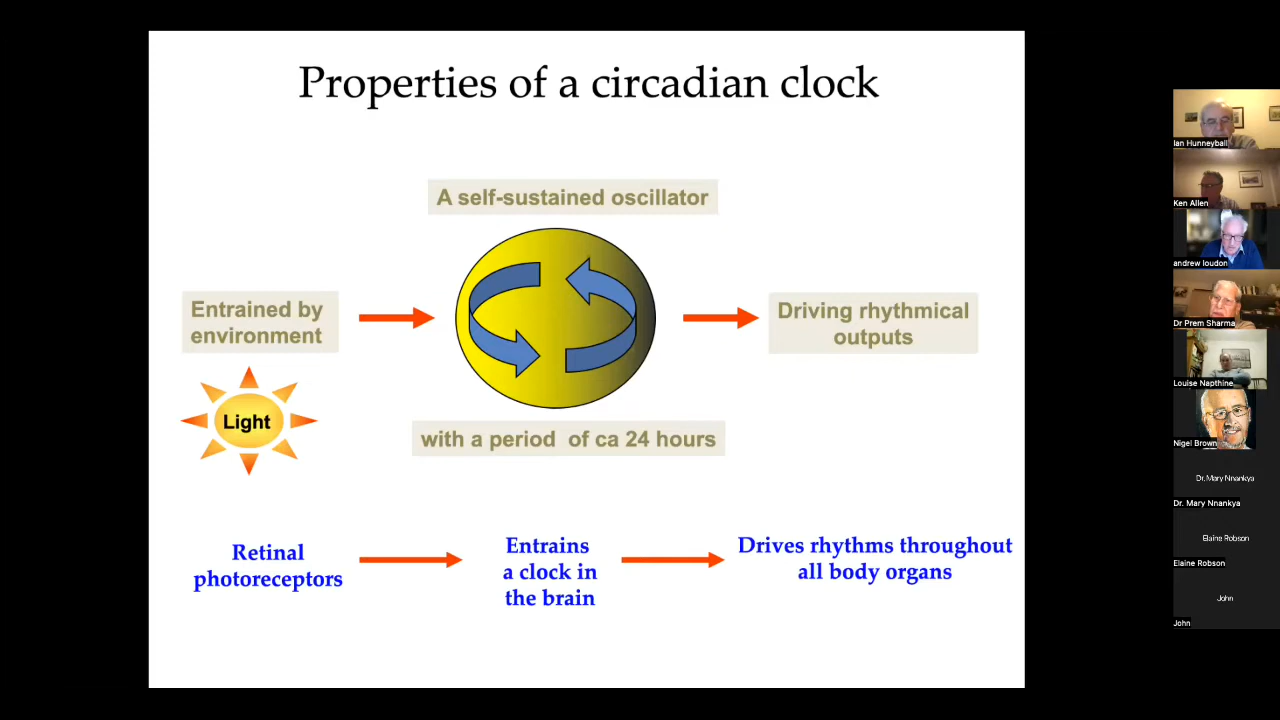 Properties of a circadian clock
A self-sustained oscillator
Entrained by
environment
Driving rhythmical
outputs
Light
with a period of ca 24 hours
Retinal
photoreceptors
Entrains
a clock in
the brain
Drives rhythms throughout
all body organs
Ian Hunneyball
Ken Allen
andrew loudon
Dr Prem Sharma
Louise Napthine
Nigel Brown
Dr. Mary Nnankya
Dr. Mary Nnankya
Elaine Robson
Elaine Robson
John
John